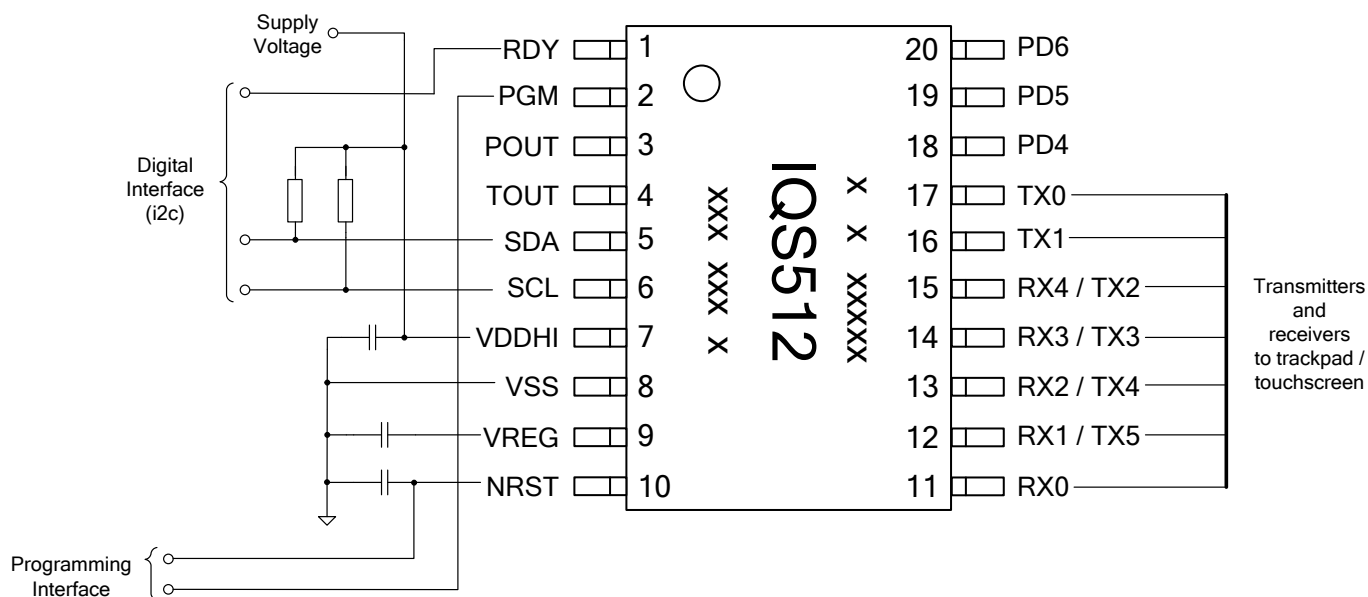 Supply
Voltage
Digital
Interface
(i2c)
Programming
Interface
RDY
PGM
POUT
TOUT
SDA
SCL
VDDHI
VSS
VREG
NRST
1
2
3
4
5
6
7
8
9
10
IQS512
xxx xxx x
x x xxxxx
20
19
18
17
16
15
14
13
12
11
PD6
PD5
PD4
TX0
TX1
RX4 / TX2
RX3 / TX3
RX2 / TX4
RX1 / TX5
RX0
Transmitters
and
receivers
to trackpad /
touchscreen